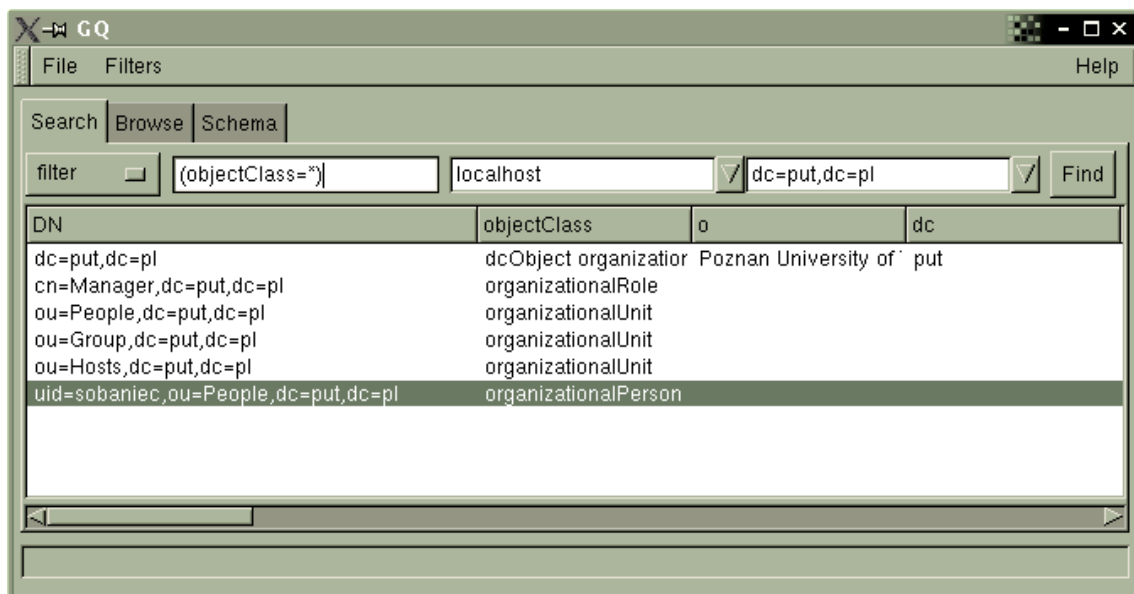 GQ
File Filters Help
Search Browse Schema
filter (objectClass=*) localhost dc=put,dc=pl Find
DN objectClass o dc
dc=put,dc=pl dcObject organization Poznan University of put
cn=Manager,dc=put,dc=pl organizationalRole
ou=People,dc=put,dc=pl organizationalUnit
ou=Group,dc=put,dc=pl organizationalUnit
ou=Hosts,dc=put,dc=pl organizationalUnit
uid=sobaniec,ou=People,dc=put,dc=pl organizationalPerson